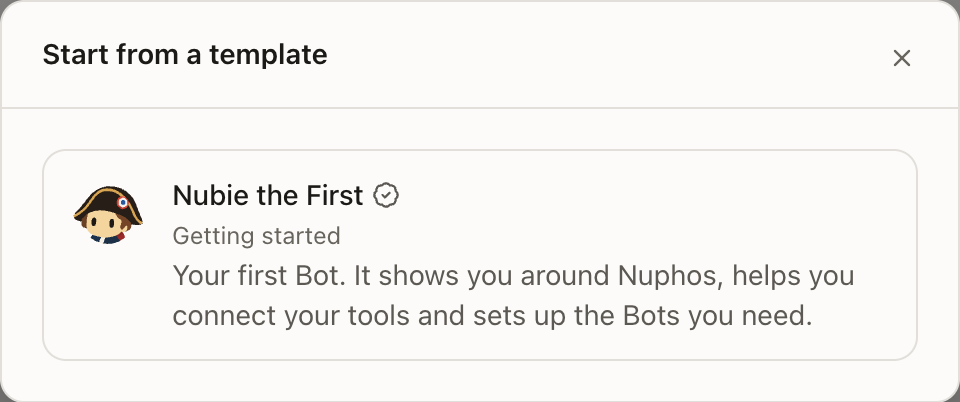 Start from a template
Nubie the First
Getting started
Your first Bot. It shows you around Nuphos, helps you
connect your tools and sets up the Bots you need.